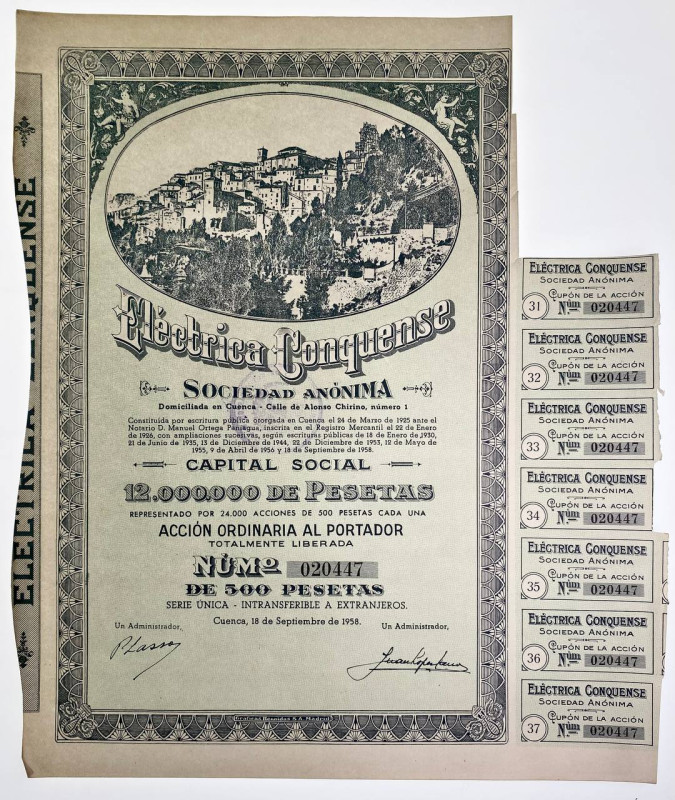 ELECTRICA CONQUENSE
Eléctrica Conquense
SOCIEDAD ANÓNIMA
Domiciliada en Cuenca - Calle de Alonso Chirino, número 1
Constituída por escritura pública otorgada en Cuenca el 24 de Marzo de 1925 ante el
Notario D. Manuel Ortega Paniagua, inscrita en el Registro Mercantil el 22 de Enero
de 1926, con ampliaciones sucesivas, según escrituras públicas de 18 de Enero de 1930,
21 de Junio de 1935, 13 de Diciembre de 1944, 22 de Diciembre de 1953, 12 de Mayo de
1955, 9 de Abril de 1956 y 18 de Septiembre de 1958.
CAPITAL SOCIAL
12.000.000 DE PESETAS
REPRESENTADO POR 24.000 ACCIONES DE 500 PESETAS CADA UNA
ACCIÓN ORDINARIA AL PORTADOR
TOTALMENTE LIBERADA
NÚMO 020447
DE 500 PESETAS
SERIE ÚNICA - INTRANSFERIBLE A EXTRANJEROS.
Cuenca, 18 de Septiembre de 1958.
Un Administrador, Un Administrador,
Gráficas Reunidas S.A. Madrid
ELÉCTRICA CONQUENSE
SOCIEDAD ANÓNIMA
CUPÓN DE LA ACCIÓN
31 Núm 020447
ELÉCTRICA CONQUENSE
SOCIEDAD ANÓNIMA
CUPÓN DE LA ACCIÓN
32 Núm 020447
ELÉCTRICA CONQUENSE
SOCIEDAD ANÓNIMA
CUPÓN DE LA ACCIÓN
33 Núm 020447
ELÉCTRICA CONQUENSE
SOCIEDAD ANÓNIMA
CUPÓN DE LA ACCIÓN
34 Núm 020447
ELÉCTRICA CONQUENSE
SOCIEDAD ANÓNIMA
CUPÓN DE LA ACCIÓN
35 Núm 020447
ELÉCTRICA CONQUENSE
SOCIEDAD ANÓNIMA
CUPÓN DE LA ACCIÓN
36 Núm 020447
ELÉCTRICA CONQUENSE
SOCIEDAD ANÓNIMA
CUPÓN DE LA ACCIÓN
37 Núm 020447